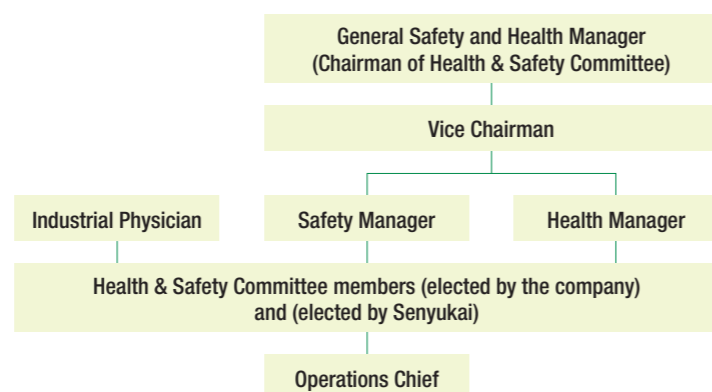 General Safety and Health Manager
(Chairman of Health & Safety Committee)
Vice Chairman
Industrial Physician
Safety Manager
Health Manager
Health & Safety Committee members (elected by the company)
and (elected by Senyukai)
Operations Chief